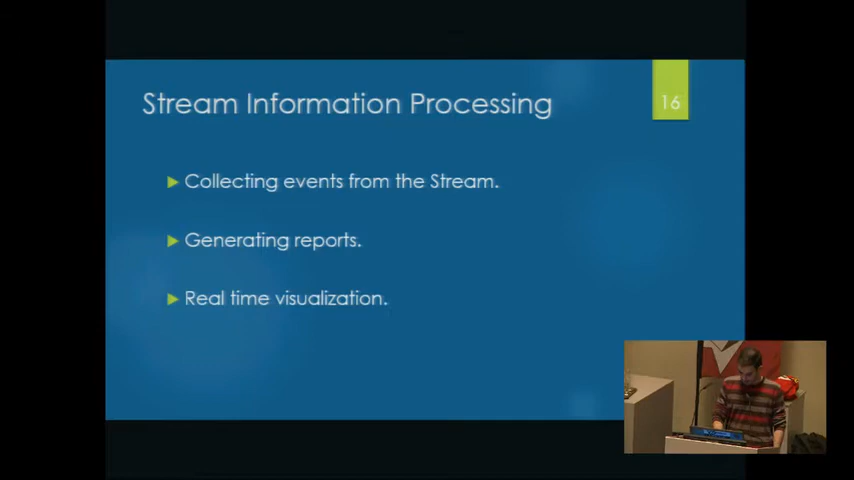 Stream Information Processing
16
Collecting events from the Stream.
Generating reports.
Real time visualization.